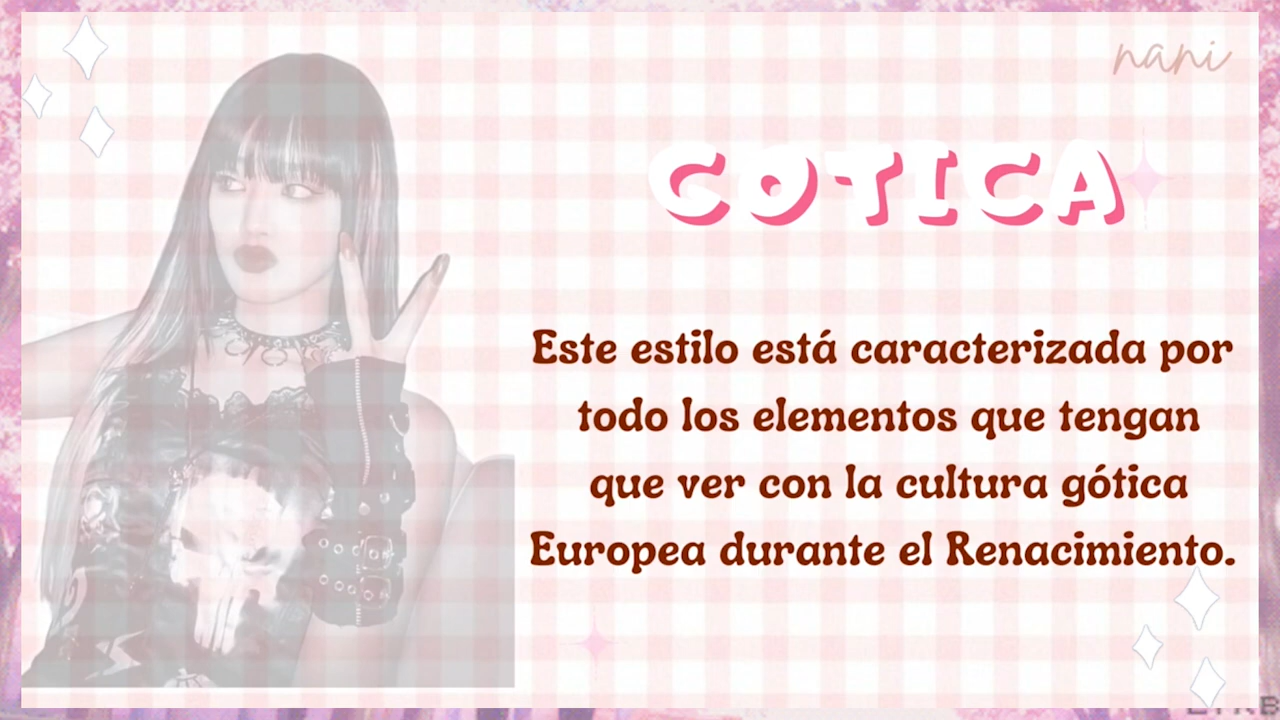 nani
GOTICA
Este estilo está caracterizada por
todo los elementos que tengan
que ver con la cultura gótica
Europea durante el Renacimiento.